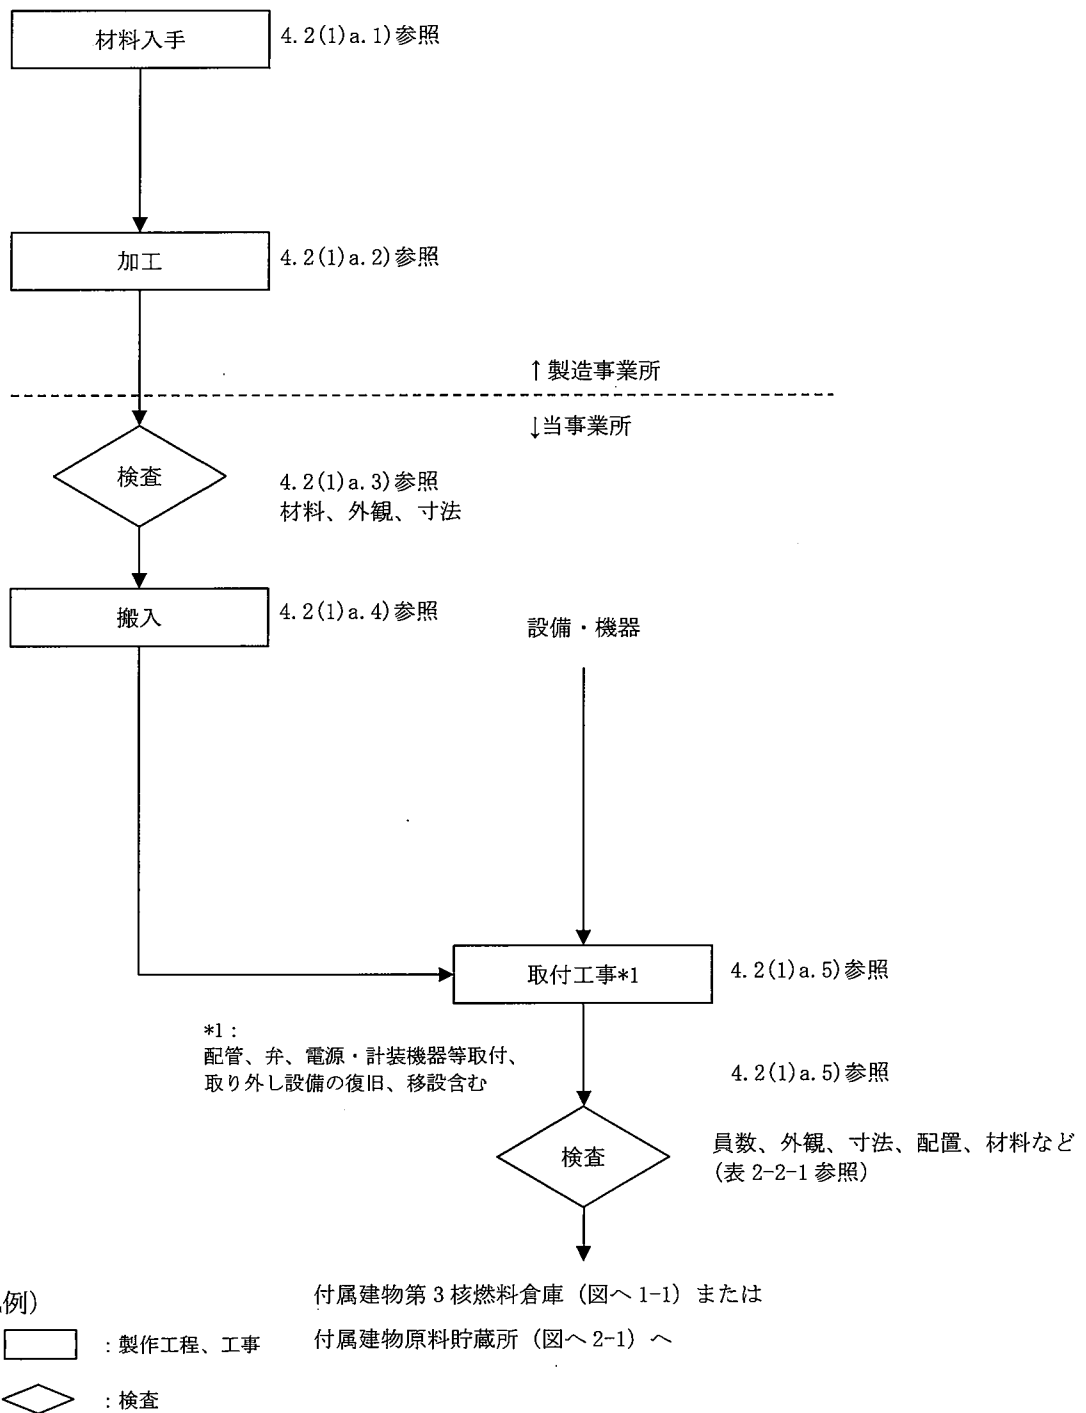 材料入手
4.2(1)a.1)参照
加工
4.2(1)a.2)参照
↑製造事業所
↓当事業所
検査
4.2(1)a.3)参照
材料、外観、寸法
搬入
4.2(1)a.4)参照
設備・機器
取付工事*1
4.2(1)a.5)参照
*1：
配管、弁、電源・計装機器等取付、
取り外し設備の復旧、移設含む
4.2(1)a.5)参照
検査
員数、外観、寸法、配置、材料など
(表 2-2-1 参照)
付属建物第3核燃料倉庫（図へ 1-1）または
付属建物原料貯蔵所（図へ 2-1）へ
例）
：製作工程、工事
：検査